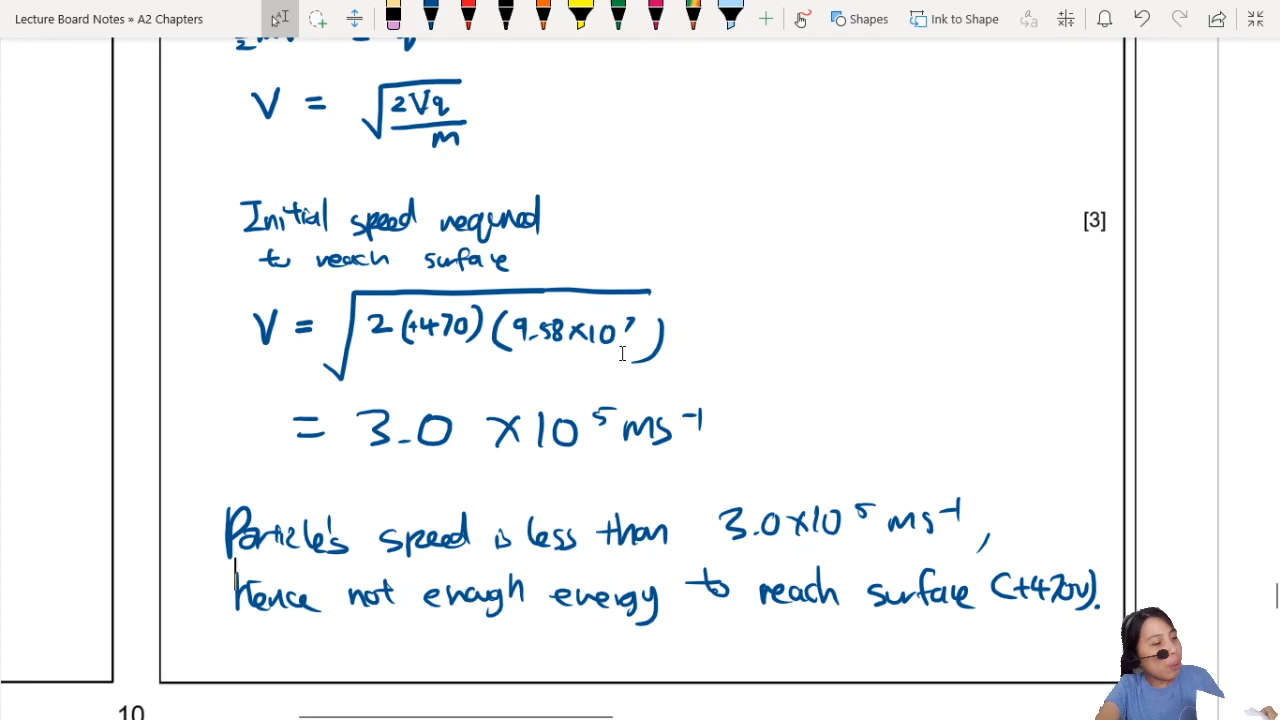 Lecture Board Notes » A2 Chapters
Shapes
Ink to Shape
V = √2Vq/m
Initial speed required
[3]
to reach surface
V = √2(+470)(9.58×10⁷)
= 3.0 ×10⁵ ms⁻¹
Particle's speed is less than 3.0×10⁵ ms⁻¹,
Hence not enough energy to reach surface (+470V).
10